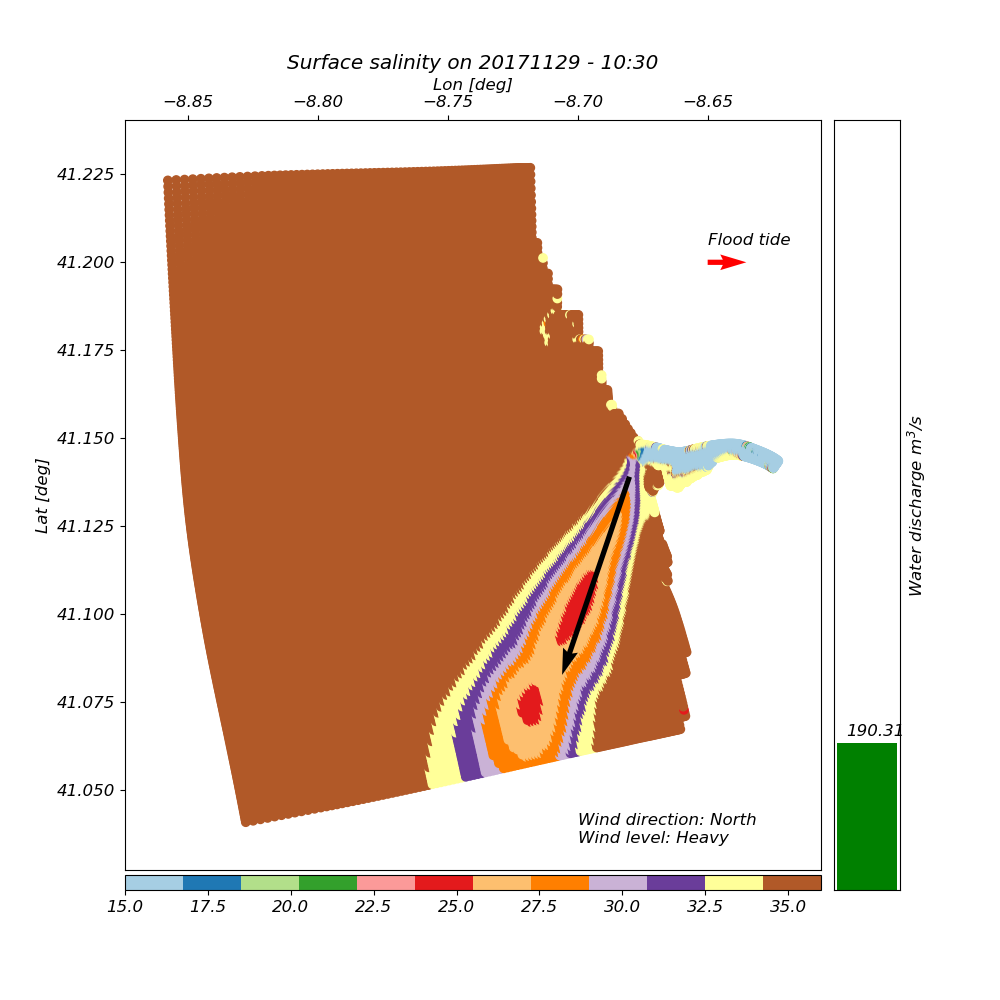 Surface salinity on 20171129 - 10:30
Lon [deg]
−8.85 −8.80 −8.75 −8.70 −8.65
41.225
41.200
41.175
41.150
41.125
41.100
41.075
41.050
Lat [deg]
Flood tide
Wind direction: North
Wind level: Heavy
15.0 17.5 20.0 22.5 25.0 27.5 30.0 32.5 35.0
190.31
Water discharge m³/s